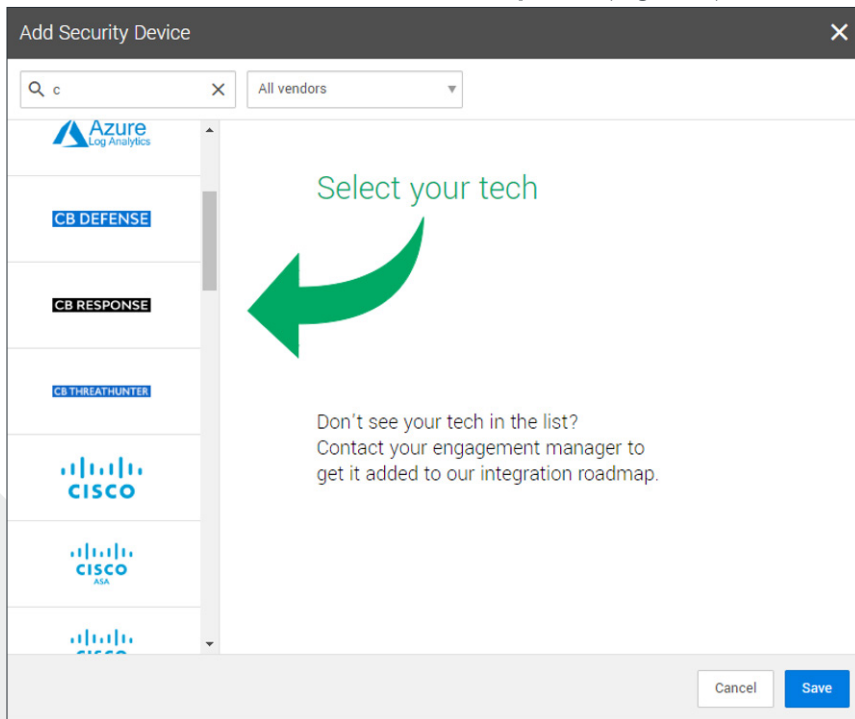 Add Security Device
c
All vendors
Azure
Log Analytics
CB DEFENSE
CB RESPONSE
CB THREATHUNTER
CISCO
CISCO
ASA
CISCO
Select your tech
Don't see your tech in the list?
Contact your engagement manager to
get it added to our integration roadmap.
Cancel
Save